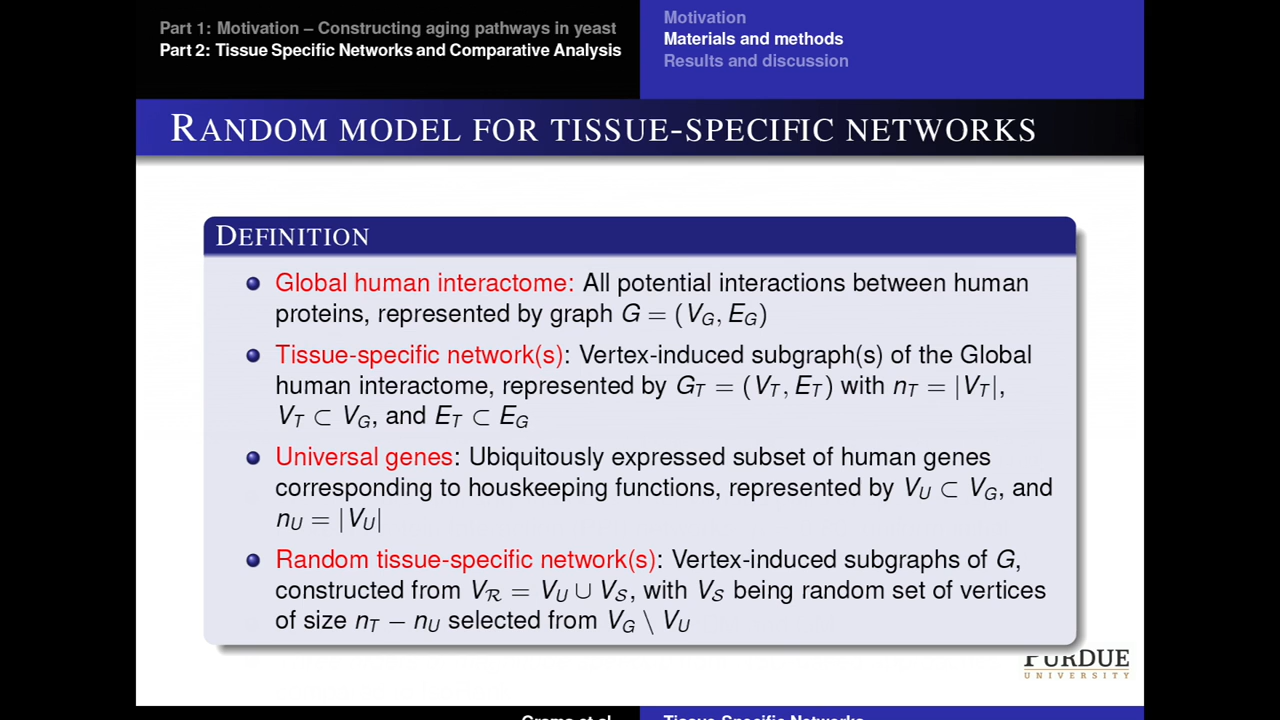 Part 1: Motivation – Constructing aging pathways in yeast
Part 2: Tissue Specific Networks and Comparative Analysis
Motivation
Materials and methods
Results and discussion
RANDOM MODEL FOR TISSUE-SPECIFIC NETWORKS
DEFINITION
Global human interactome: All potential interactions between human
proteins, represented by graph G = (V_G, E_G)
Tissue-specific network(s): Vertex-induced subgraph(s) of the Global
human interactome, represented by G_T = (V_T, E_T) with n_T = |V_T|,
V_T ⊂ V_G, and E_T ⊂ E_G
Universal genes: Ubiquitously expressed subset of human genes
corresponding to houskeeping functions, represented by V_U ⊂ V_G, and
n_U = |V_U|
Random tissue-specific network(s): Vertex-induced subgraphs of G,
constructed from V_R = V_U ∪ V_S, with V_S being random set of vertices
of size n_T − n_U selected from V_G \ V_U
PURDUE
UNIVERSITY
Grama et al.
Tissue Specific Networks